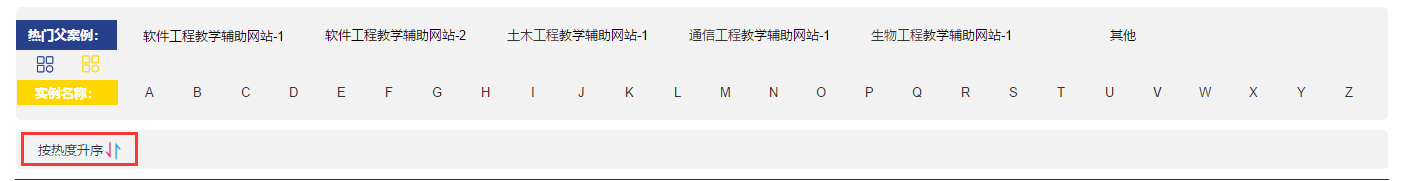 热门父案例： 软件工程教学辅助网站-1 软件工程教学辅助网站-2 土木工程教学辅助网站-1 通信工程教学辅助网站-1 生物工程教学辅助网站-1 其他
实例名称： A B C D E F G H I J K L M N O P Q R S T U V W X Y Z
按热度升序